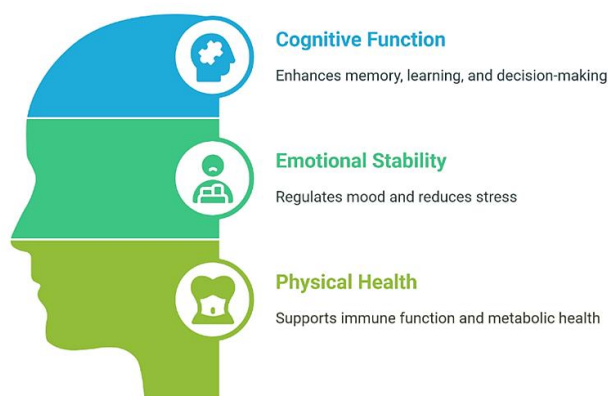 Cognitive Function
Enhances memory, learning, and decision-making
Emotional Stability
Regulates mood and reduces stress
Physical Health
Supports immune function and metabolic health